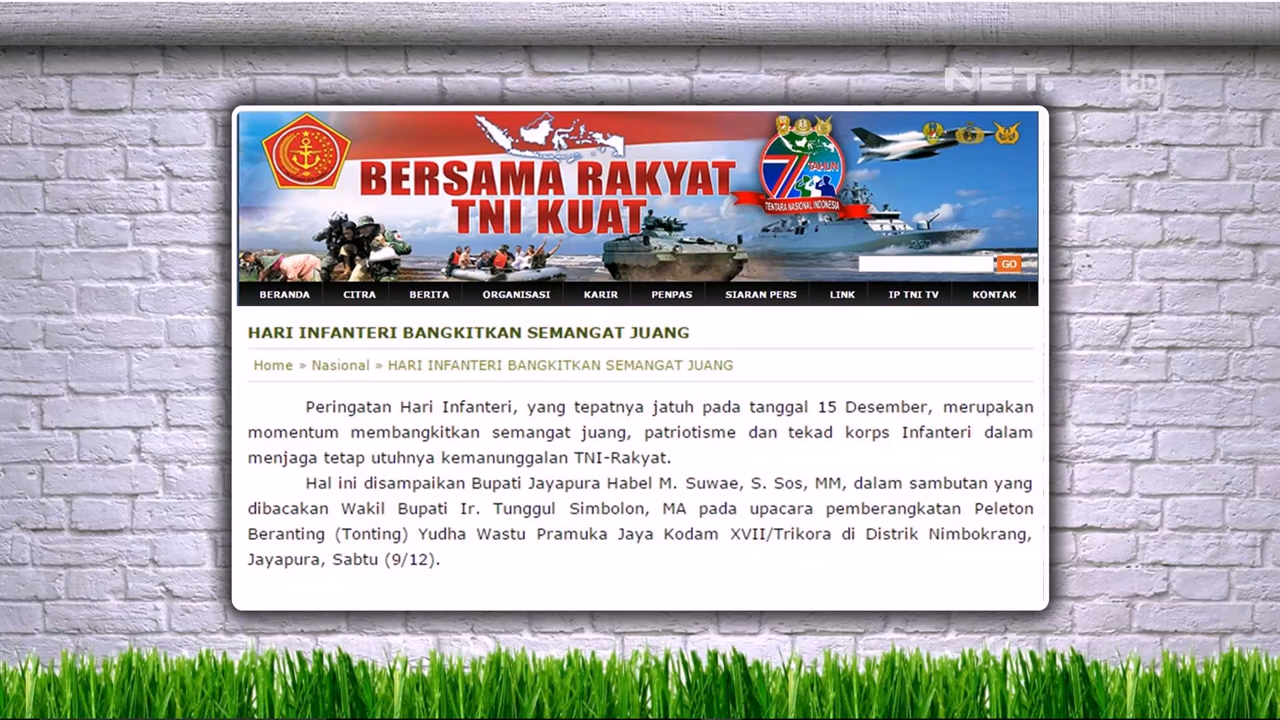 NET.
HD
BERSAMA RAKYAT
TNI KUAT
7 TAHUN
TENTARA NASIONAL INDONESIA
GO
BERANDA CITRA BERITA ORGANISASI KARIR PENPAS SIARAN PERS LINK IP TNI TV KONTAK
HARI INFANTERI BANGKITKAN SEMANGAT JUANG
Home » Nasional » HARI INFANTERI BANGKITKAN SEMANGAT JUANG
Peringatan Hari Infanteri, yang tepatnya jatuh pada tanggal 15 Desember, merupakan
momentum membangkitkan semangat juang, patriotisme dan tekad korps Infanteri dalam
menjaga tetap utuhnya kemanunggalan TNI-Rakyat.
Hal ini disampaikan Bupati Jayapura Habel M. Suwae, S. Sos, MM, dalam sambutan yang
dibacakan Wakil Bupati Ir. Tunggul Simbolon, MA pada upacara pemberangkatan Peleton
Beranting (Tonting) Yudha Wastu Pramuka Jaya Kodam XVII/Trikora di Distrik Nimbokrang,
Jayapura, Sabtu (9/12).